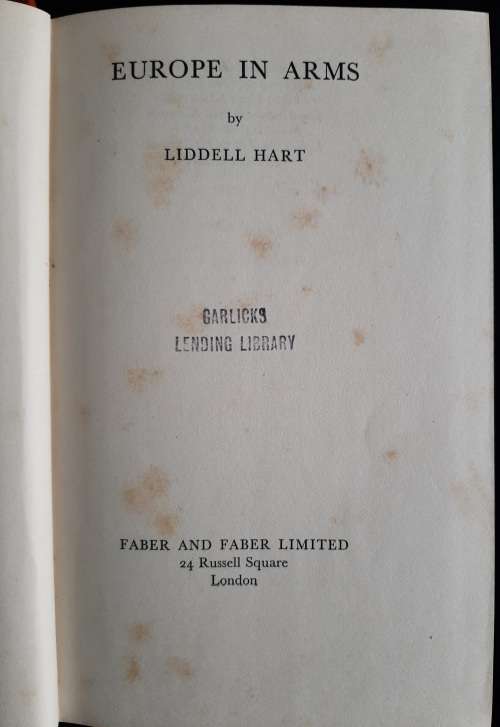 EUROPE IN ARMS
by
LIDDELL HART
GARLICKS
LENDING LIBRARY
FABER AND FABER LIMITED
24 Russell Square
London